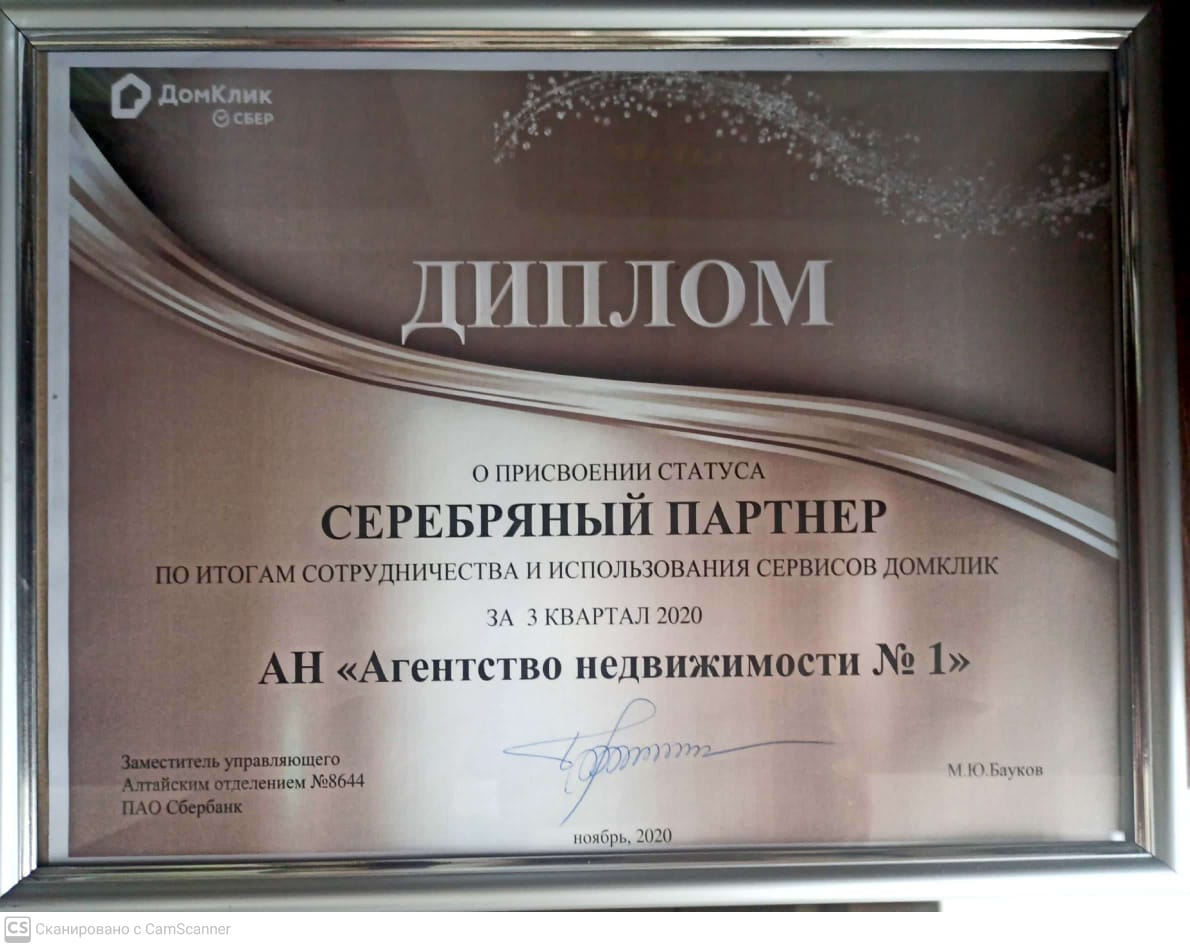 ДомКлик
СБЕР
ДИПЛОМ
О ПРИСВОЕНИИ СТАТУСА
СЕРЕБРЯНЫЙ ПАРТНЕР
ПО ИТОГАМ СОТРУДНИЧЕСТВА И ИСПОЛЬЗОВАНИЯ СЕРВИСОВ ДОМКЛИК
ЗА 3 КВАРТАЛ 2020
АН «Агентство недвижимости № 1»
Заместитель управляющего
Алтайским отделением №8644
ПАО Сбербанк
М.Ю.Бауков
ноябрь, 2020
CS Сканировано с CamScanner